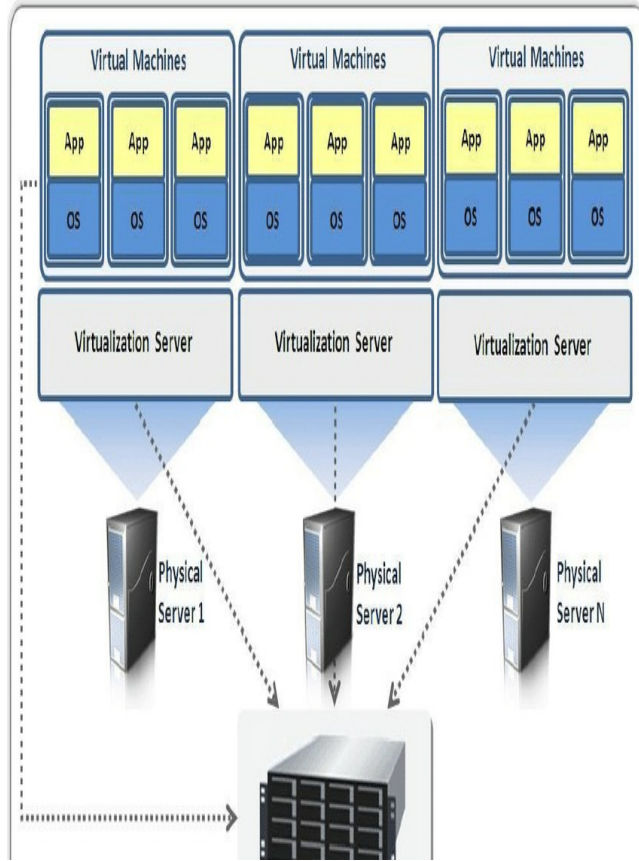 Virtual Machines
Virtual Machines
Virtual Machines
App App App
App App App
App App App
OS OS OS
OS OS OS
OS OS OS
Virtualization Server
Virtualization Server
Virtualization Server
Physical
Server 1
Physical
Server 2
Physical
Server N